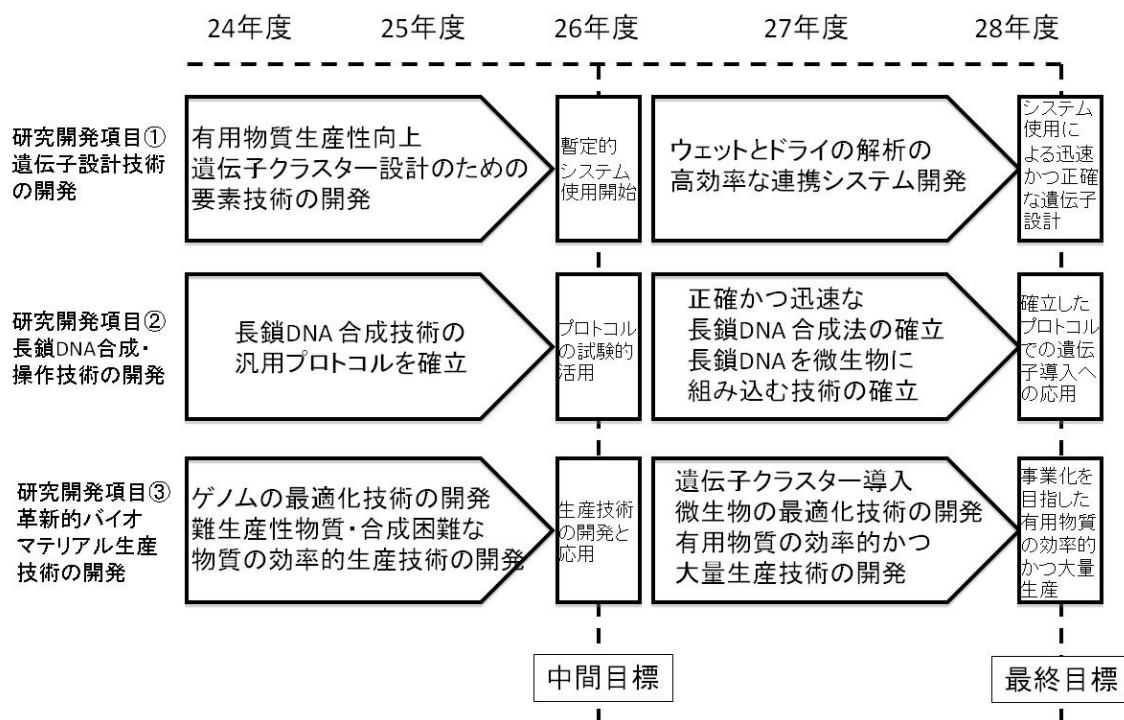 24年度 25年度 26年度 27年度 28年度
研究開発項目①
遺伝子設計技術
の開発
有用物質生産性向上
遺伝子クラスター設計のための
要素技術の開発
暫定的
システム
使用開始
ウェットとドライの解析の
高効率な連携システム開発
システム
使用に
よる迅速
かつ正確
な遺伝子
設計
研究開発項目②
長鎖DNA合成・
操作技術の開発
長鎖DNA合成技術の
汎用プロトコルを確立
プロトコル
の試験的
活用
正確かつ迅速な
長鎖DNA合成法の確立
長鎖DNAを微生物に
組み込む技術の確立
確立した
プロトコル
での遺伝
子導入へ
の応用
研究開発項目③
革新的バイオ
マテリアル生産
技術の開発
ゲノムの最適化技術の開発
難生産性物質・合成困難な
物質の効率的生産技術の開発
生産技術
の開発と
応用
遺伝子クラスター導入
微生物の最適化技術の開発
有用物質の効率的かつ
大量生産技術の開発
事業化を
目指した
有用物質
の効率的
かつ大量
生産
中間目標
最終目標